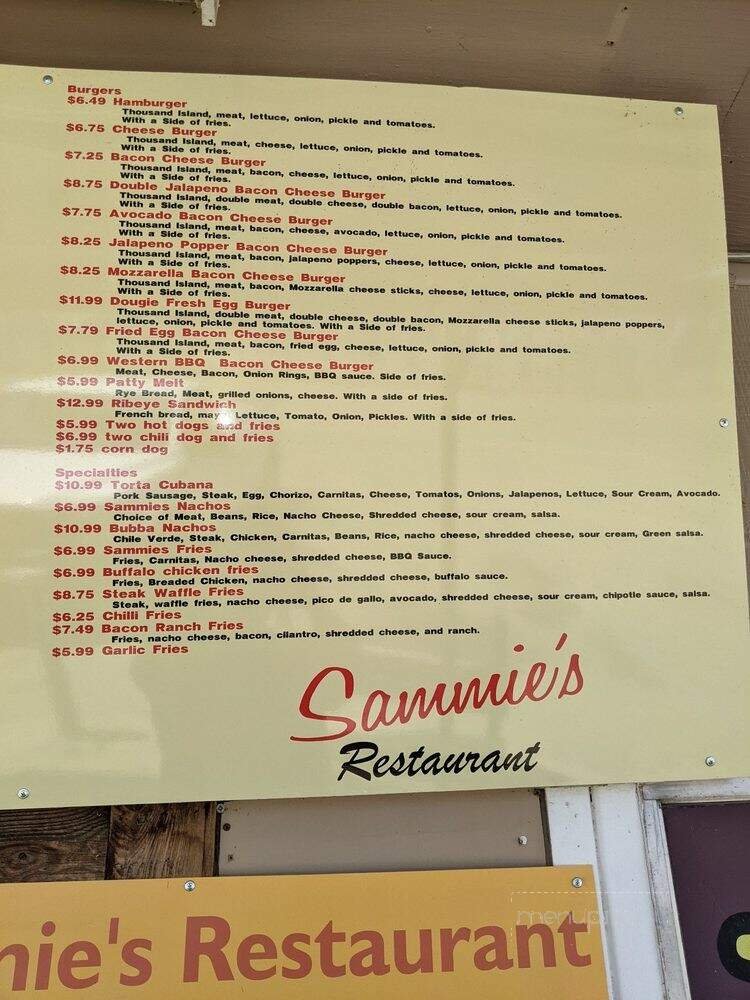 Burgers
$6.49 Hamburger
Thousand Island, meat, lettuce, onion, pickle and tomatoes.
With a Side of fries.
$6.75 Cheese Burger
Thousand Island, meat, cheese, lettuce, onion, pickle and tomatoes.
With a Side of fries.
$7.25 Bacon Cheese Burger
Thousand Island, meat, bacon, cheese, lettuce, onion, pickle and tomatoes.
With a Side of fries.
$8.75 Double Jalapeno Bacon Cheese Burger
Thousand Island, double meat, double cheese, double bacon, lettuce, onion, pickle and tomatoes.
With a Side of fries.
$7.75 Avocado Bacon Cheese Burger
Thousand Island, meat, bacon, cheese, avocado, lettuce, onion, pickle and tomatoes.
With a Side of fries.
$8.25 Jalapeno Popper Bacon Cheese Burger
Thousand Island, meat, bacon, jalapeno poppers, cheese, lettuce, onion, pickle and tomatoes.
With a Side of fries.
$8.25 Mozzarella Bacon Cheese Burger
Thousand Island, meat, bacon, Mozzarella cheese sticks, cheese, lettuce, onion, pickle and tomatoes.
With a Side of fries.
$11.99 Dougie Fresh Egg Burger
Thousand Island, double meat, double cheese, double bacon, Mozzarella cheese sticks, jalapeno poppers,
lettuce, onion, pickle and tomatoes. With a Side of fries.
$7.79 Fried Egg Bacon Cheese Burger
Thousand Island, meat, bacon, fried egg, cheese, lettuce, onion, pickle and tomatoes.
With a Side of fries.
$6.99 Western BBQ Bacon Cheese Burger
Meat, Cheese, Bacon, Onion Rings, BBQ sauce. Side of fries.
$5.99 Patty Melt
Rye Bread, Meat, grilled onions, cheese. With a side of fries.
$12.99 Ribeye Sandwich
French bread, mayo, Lettuce, Tomato, Onion, Pickles. With a side of fries.
$5.99 Two hot dogs and fries
$6.99 two chili dog and fries
$1.75 corn dog
Specialties
$10.99 Torta Cubana
Pork Sausage, Steak, Egg, Chorizo, Carnitas, Cheese, Tomatos, Onions, Jalapenos, Lettuce, Sour Cream, Avocado.
$6.99 Sammies Nachos
Choice of Meat, Beans, Rice, Nacho Cheese, Shredded cheese, sour cream, salsa.
$10.99 Bubba Nachos
Chile Verde, Steak, Chicken, Carnitas, Beans, Rice, nacho cheese, shredded cheese, sour cream, Green salsa.
$6.99 Sammies Fries
Fries, Carnitas, Nacho cheese, shredded cheese, BBQ Sauce.
$6.99 Buffalo chicken fries
Fries, Breaded Chicken, nacho cheese, shredded cheese, buffalo sauce.
$8.75 Steak Waffle Fries
Steak, waffle fries, nacho cheese, pico de gallo, avocado, shredded cheese, sour cream, chipotle sauce, salsa.
$6.25 Chilli Fries
$7.49 Bacon Ranch Fries
Fries, nacho cheese, bacon, cilantro, shredded cheese, and ranch.
$5.99 Garlic Fries
Sammie's
Restaurant
nie's Restaurant